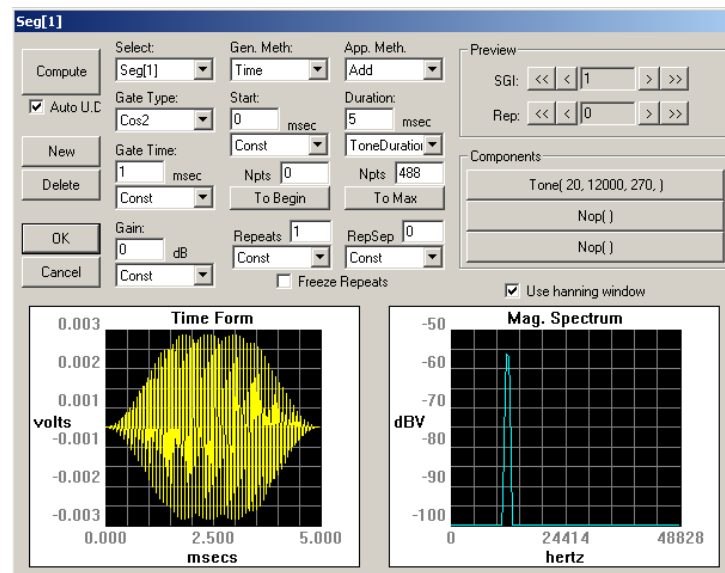 Seg[1]
Select:
Gen. Meth:
App. Meth.
Compute
Seg[1]
Time
Add
Auto U.D
Gate Type:
Start:
Duration:
Cos2
0 msec
5 msec
Const
ToneDuration
New
Gate Time:
1 msec
Npts 0
Npts 488
Delete
Const
To Begin
To Max
OK
Gain:
0 dB
Repeats 1
RepSep 0
Cancel
Const
Const
Const
Freeze Repeats
Preview
SGI: << < 1 > >>
Rep: << < 0 > >>
Components
Tone( 20, 12000, 270, )
Nop( )
Nop( )
Use hanning window
Time Form
0.003
0.002
0.001
volts
-0.001
-0.002
-0.003
0.000 2.500 5.000
msecs
Mag. Spectrum
-50
-60
-70
dBV
-80
-90
-100
0 24414 48828
hertz